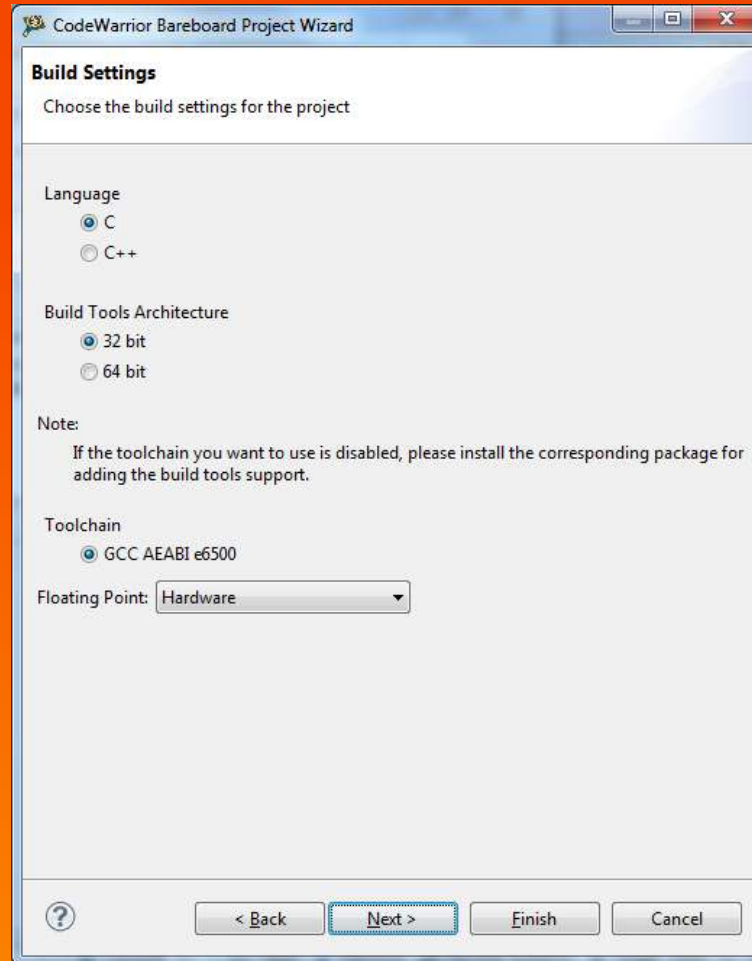 CodeWarrior Bareboard Project Wizard
Build Settings
Choose the build settings for the project
Language
C
C++
Build Tools Architecture
32 bit
64 bit
Note:
If the toolchain you want to use is disabled, please install the corresponding package for
adding the build tools support.
Toolchain
GCC AEABI e6500
Floating Point: Hardware
? < Back Next > Finish Cancel